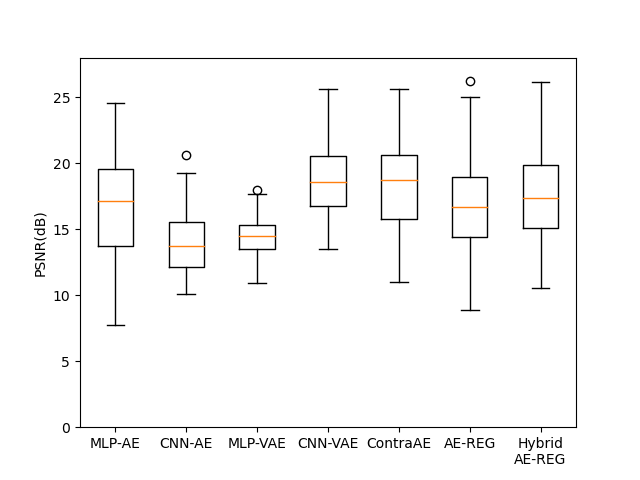 25
20
15
10
5
0
PSNR(dB)
MLP-AE
CNN-AE
MLP-VAE
CNN-VAE
ContraAE
AE-REG
Hybrid
AE-REG